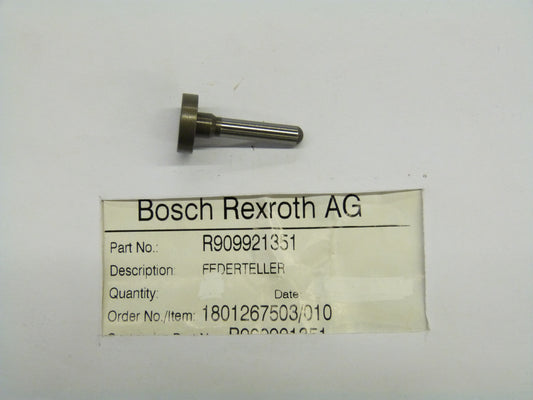 Bosch Rexroth AG
Part No.: R909921351
Description: FEDERTELLER
Quantity: Date
Order No./Item: 1801267503/010